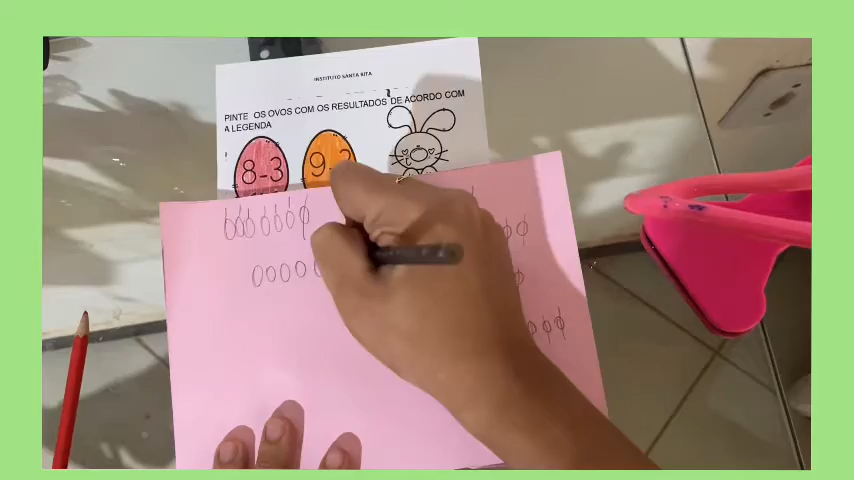 INSTITUTO SANTA RITA
PINTE OS OVOS COM OS RESULTADOS DE ACORDO COM
A LEGENDA
8-3
9-